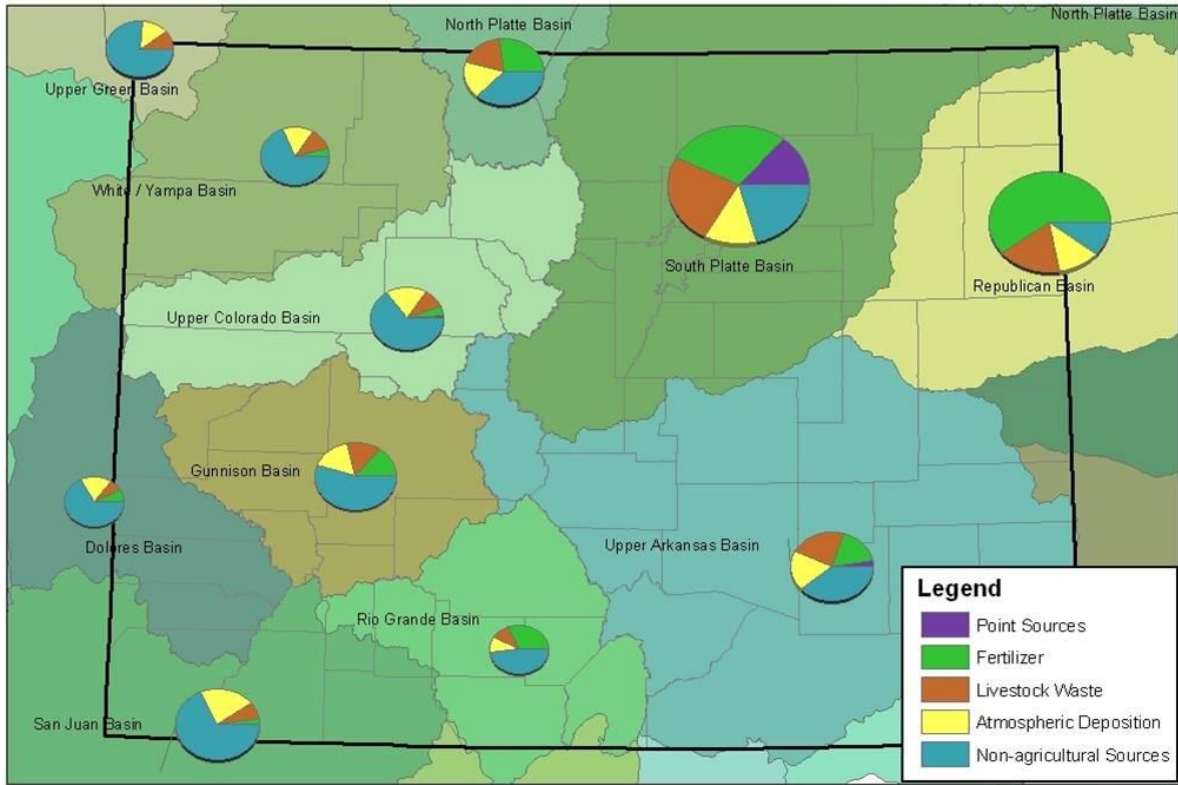 North Platte Basin
North Platte Basin
Upper Green Basin
White / Yampa Basin
South Platte Basin
Republican Basin
Upper Colorado Basin
Gunnison Basin
Dolores Basin
Upper Arkansas Basin
Rio Grande Basin
San Juan Basin
Legend
Point Sources
Fertilizer
Livestock Waste
Atmospheric Deposition
Non-agricultural Sources